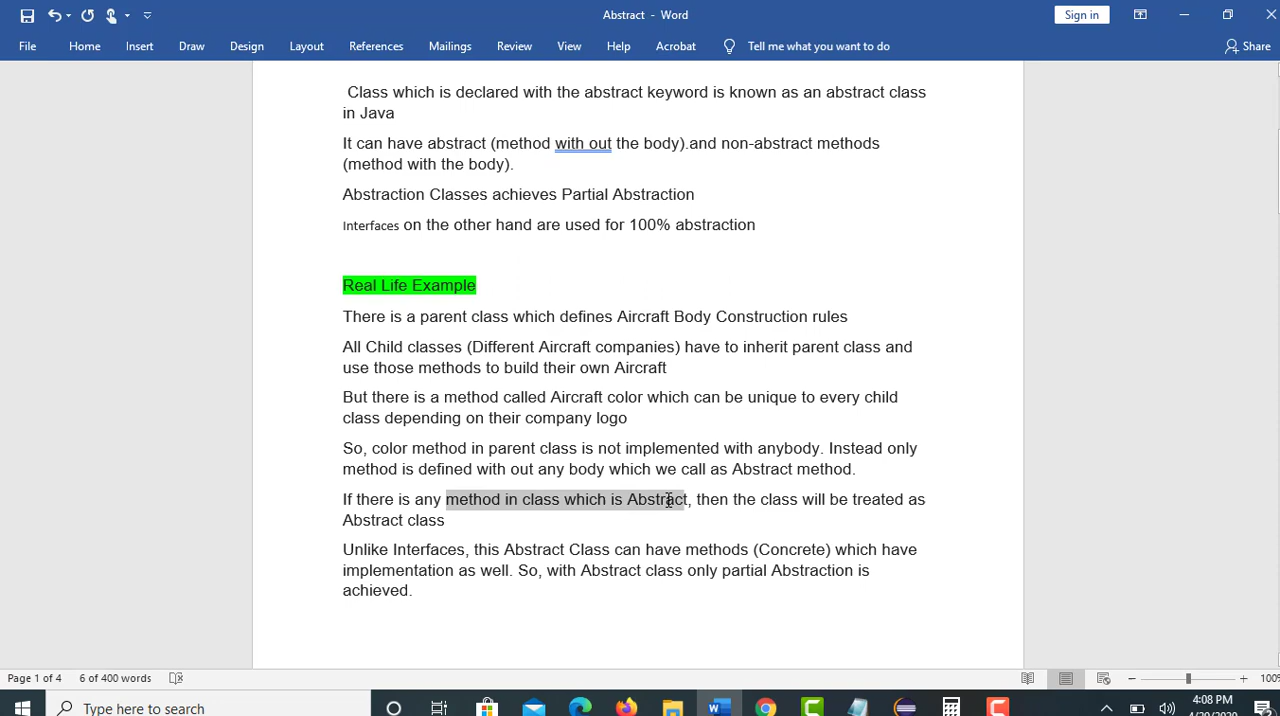 Abstract - Word
Sign in
File Home Insert Draw Design Layout References Mailings Review View Help Acrobat Tell me what you want to do Share
Class which is declared with the abstract keyword is known as an abstract class
in Java
It can have abstract (method with out the body).and non-abstract methods
(method with the body).
Abstraction Classes achieves Partial Abstraction
Interfaces on the other hand are used for 100% abstraction
Real Life Example
There is a parent class which defines Aircraft Body Construction rules
All Child classes (Different Aircraft companies) have to inherit parent class and
use those methods to build their own Aircraft
But there is a method called Aircraft color which can be unique to every child
class depending on their company logo
So, color method in parent class is not implemented with anybody. Instead only
method is defined with out any body which we call as Abstract method.
If there is any method in class which is Abstract, then the class will be treated as
Abstract class
Unlike Interfaces, this Abstract Class can have methods (Concrete) which have
implementation as well. So, with Abstract class only partial Abstraction is
achieved.
Page 1 of 4 6 of 400 words 100%
Type here to search
4:08 PM